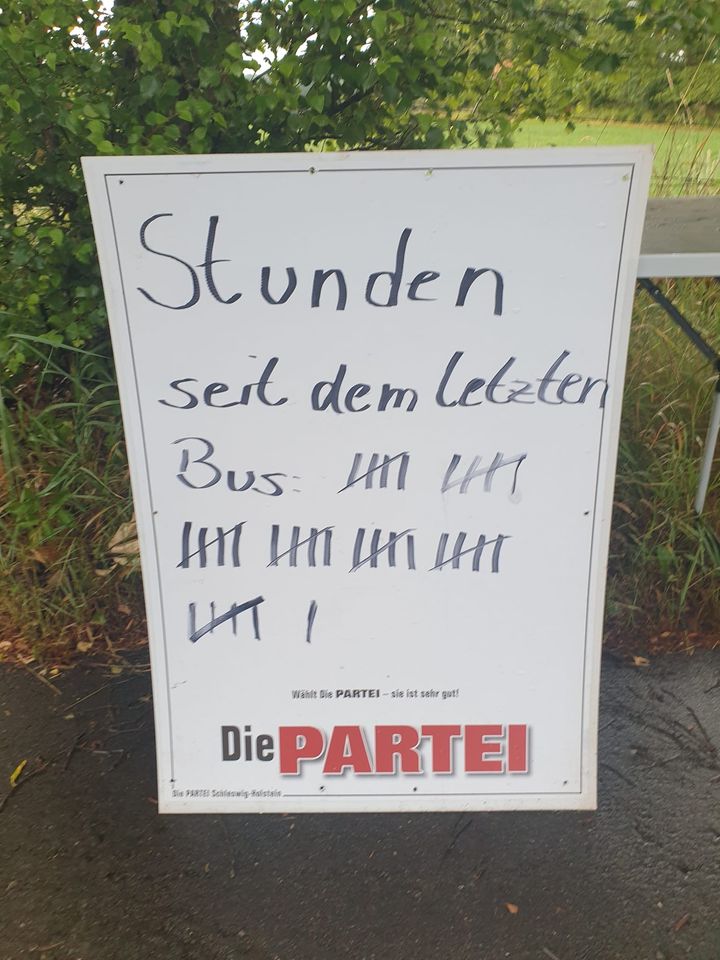 Stunden
seit dem letzten
Bus: 卌 卌
卌 卌 卌 卌
卌 |
Wählt Die PARTEI – sie ist sehr gut!
Die PARTEI
Die PARTEI Schleswig-Holstein